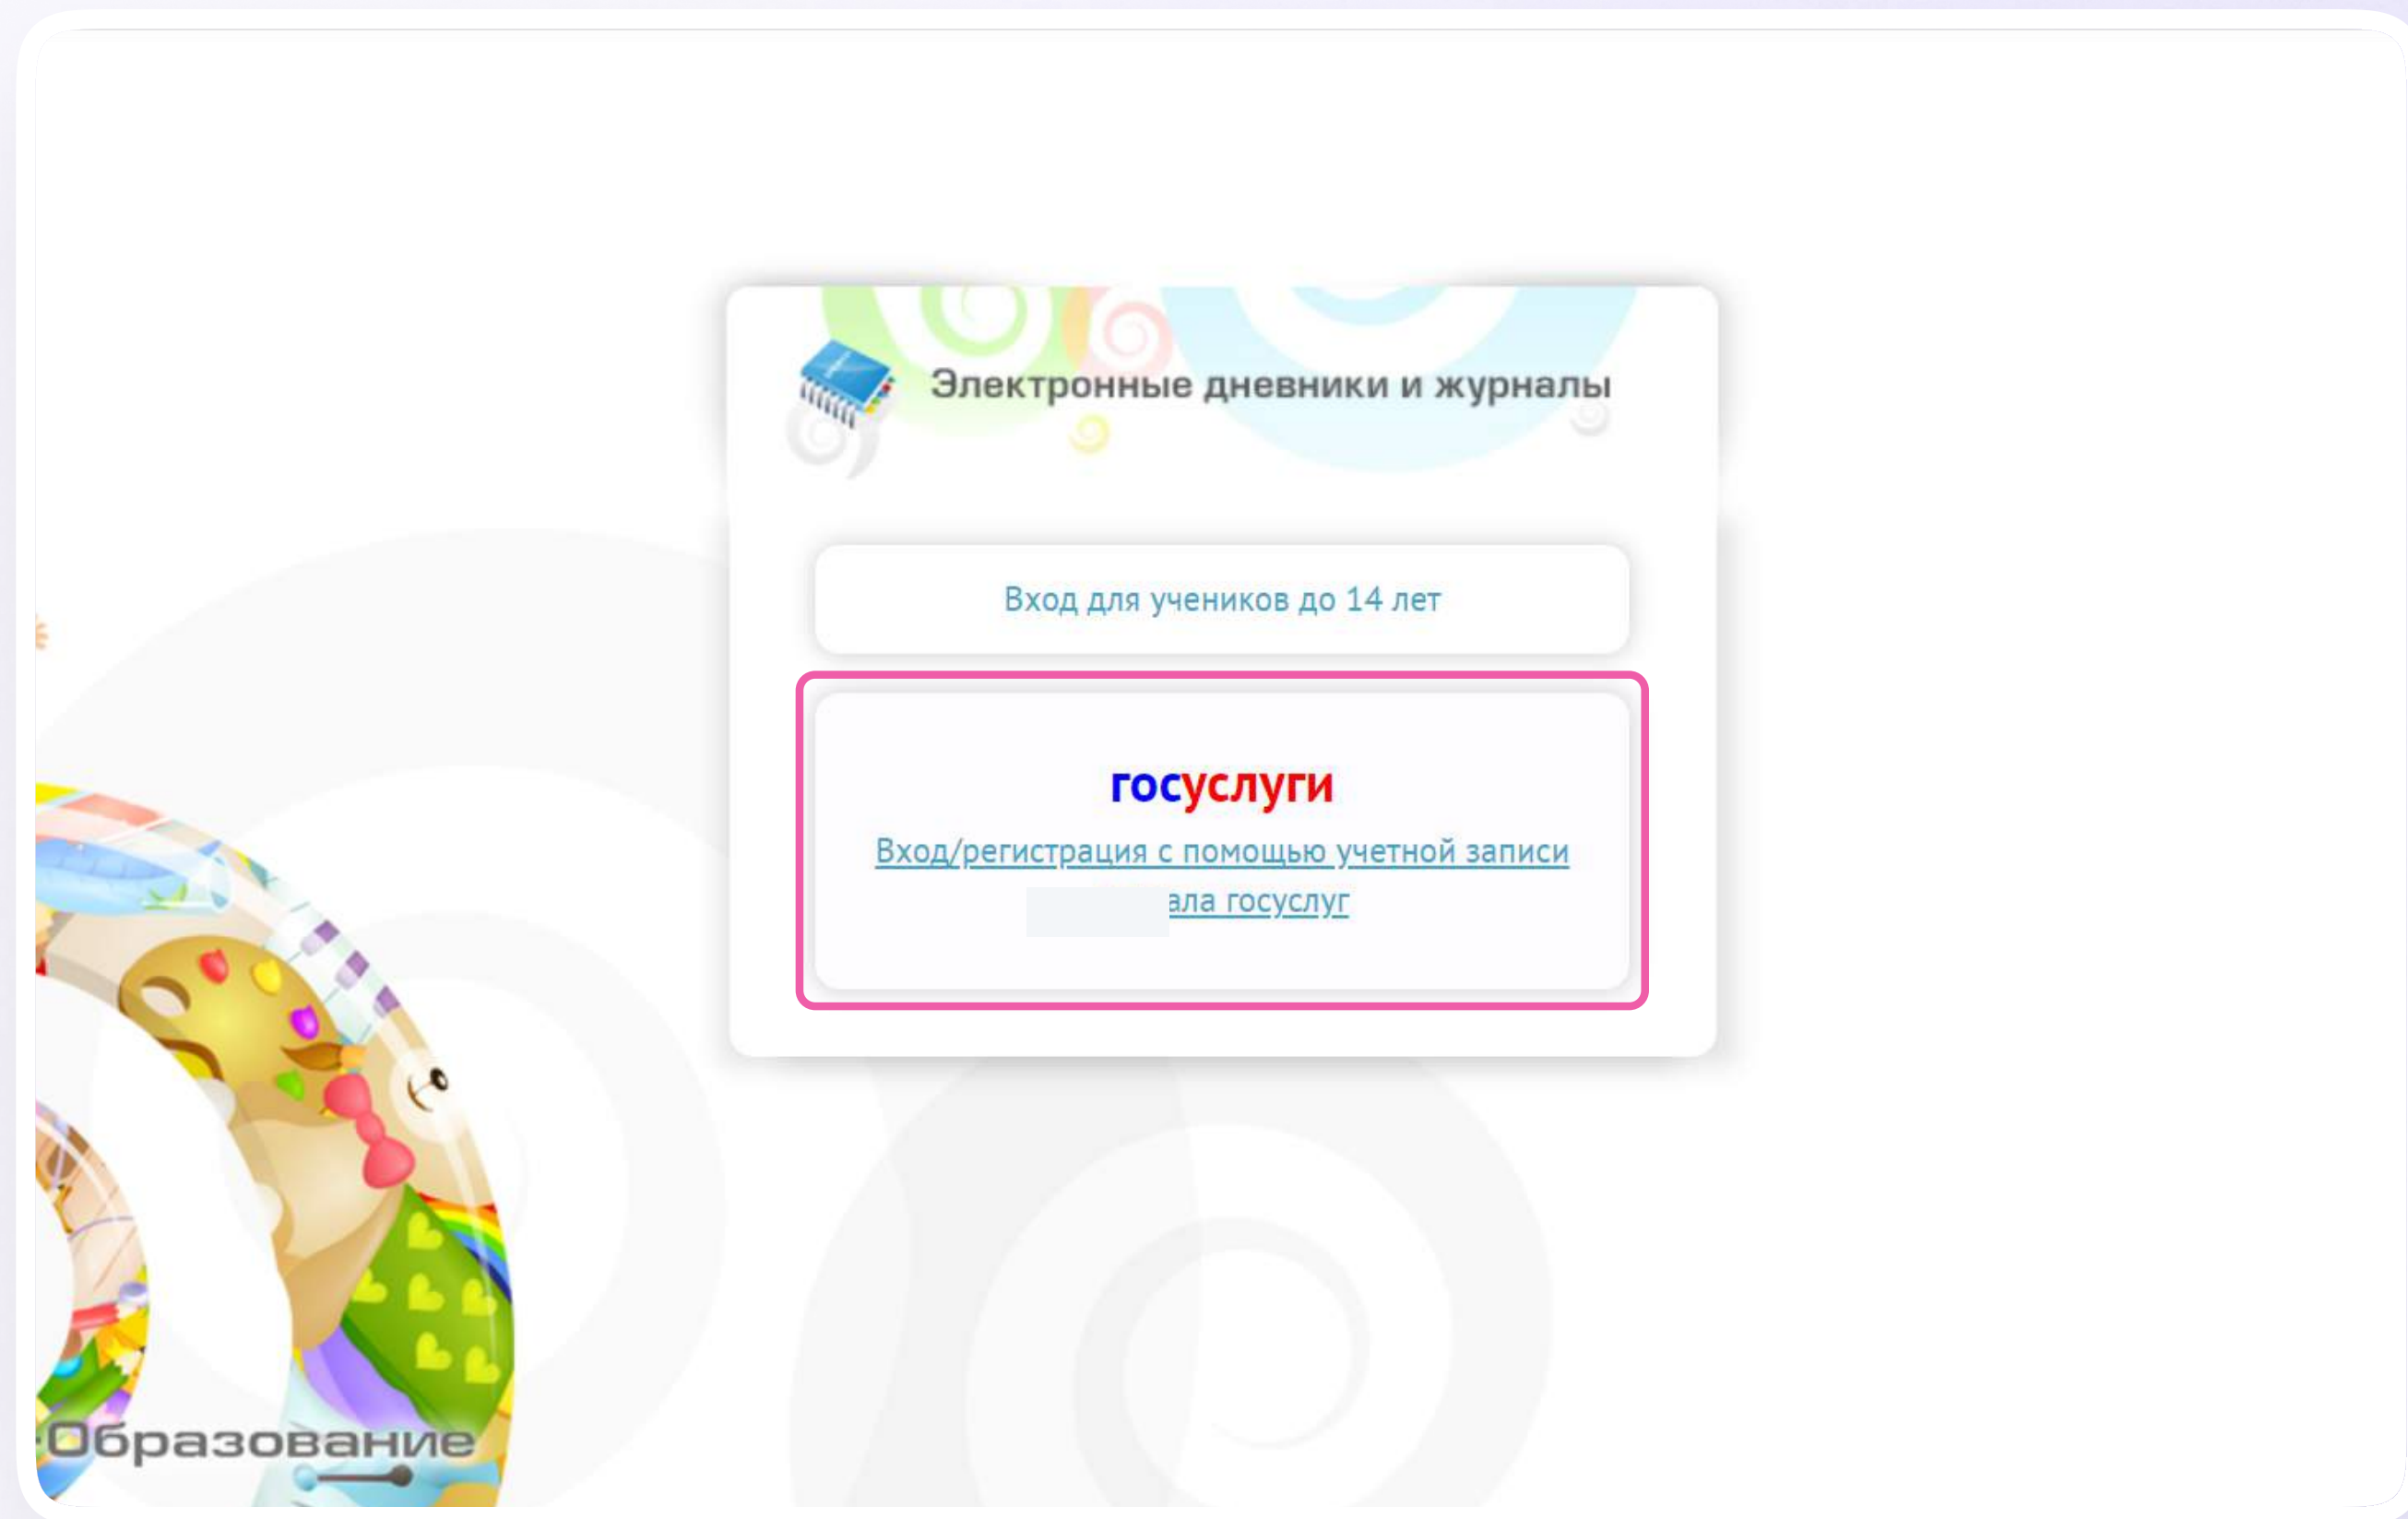 Электронные дневники и журналы
Вход для учеников до 14 лет
госуслуги
Вход/регистрация с помощью учетной записи
ала госуслуг
Образование